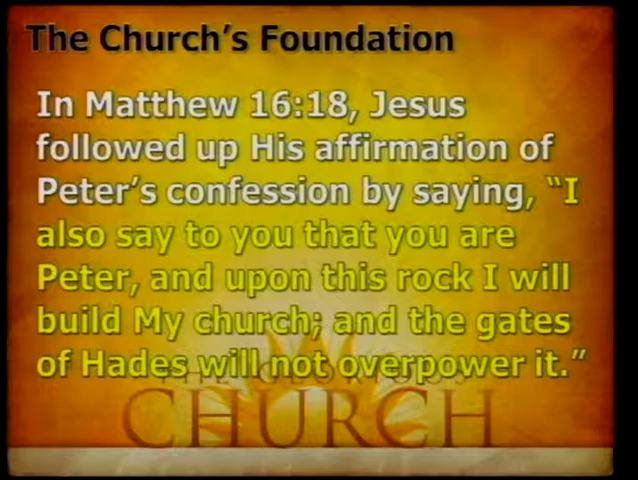 The Church’s Foundation
In Matthew 16:18, Jesus
followed up His affirmation of
Peter’s confession by saying, “I
also say to you that you are
Peter, and upon this rock I will
build My church; and the gates
of Hades will not overpower it.”
THE GLORIOUS
CHURCH